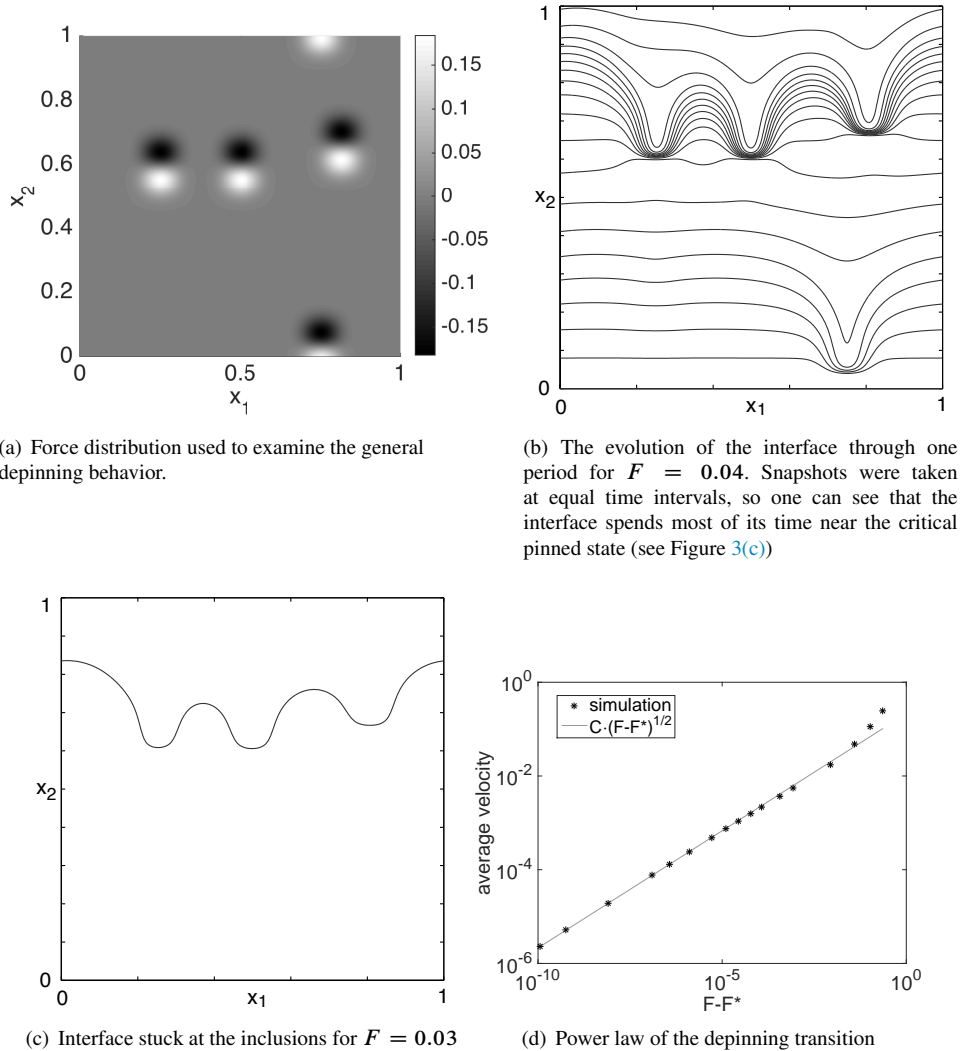 1
0.8
0.6
0.4
0.2
0
x_2
0
0.5
1
x_1
0.15
0.1
0.05
0
-0.05
-0.1
-0.15
1
x_2
0
0
x_1
1
(a) Force distribution used to examine the general
depinning behavior.
(b) The evolution of the interface through one
period for F = 0.04. Snapshots were taken
at equal time intervals, so one can see that the
interface spends most of its time near the critical
pinned state (see Figure 3(c))
1
x_2
0
0
x_1
1
10^0
10^-2
10^-4
10^-6
average velocity
simulation
C·(F-F*)^1/2
10^-10
10^-5
10^0
F-F*
(c) Interface stuck at the inclusions for F = 0.03
(d) Power law of the depinning transition